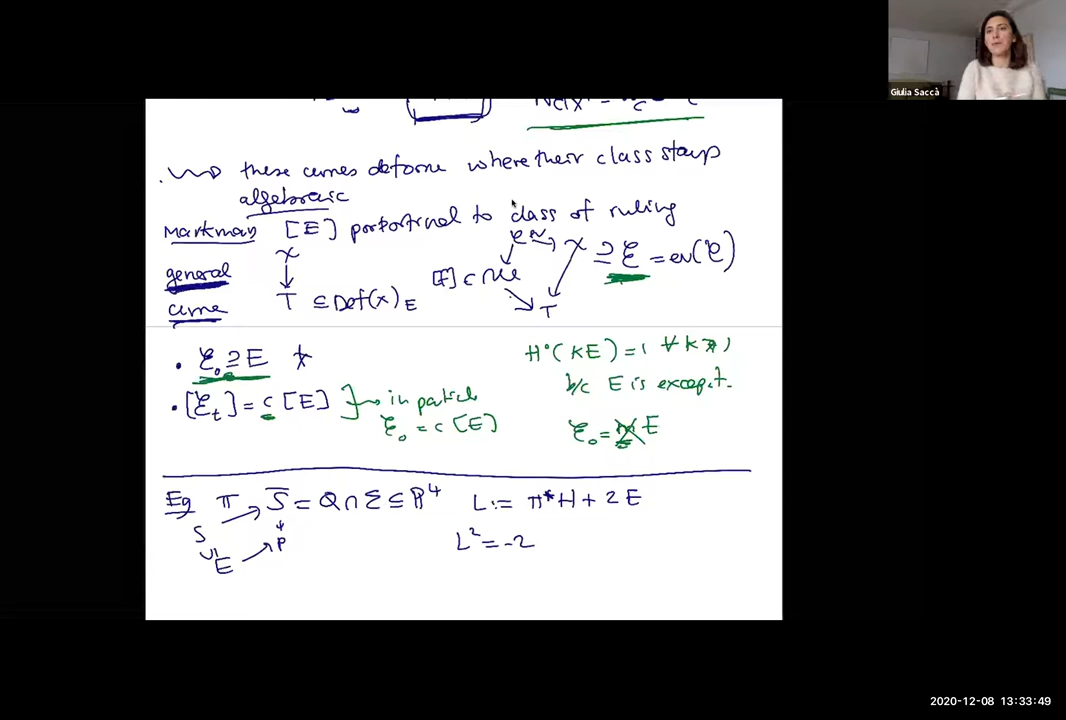 Giulia Saccà
these curves deform where their class stays
algebraic
Markman [E] proportional to class of ruling
general curve
X ↓ T ⊆ Def(X)_E
X ⊇ ℰ = ev(
[F] ⊂
T
• ℰ₀ ⊇ E
H⁰(kE) = 1 ∀ k
b/c E is except.
• [ℰ_t] = c [E] } → in partic
ℰ₀ = c [E]
ℰ₀ = E
Eg π S̅ = Q ∩ Σ ⊆ P⁴ L := π*H + 2E
S → ↓ p
∪ E
L² = -2
2020-12-08 13:33:49